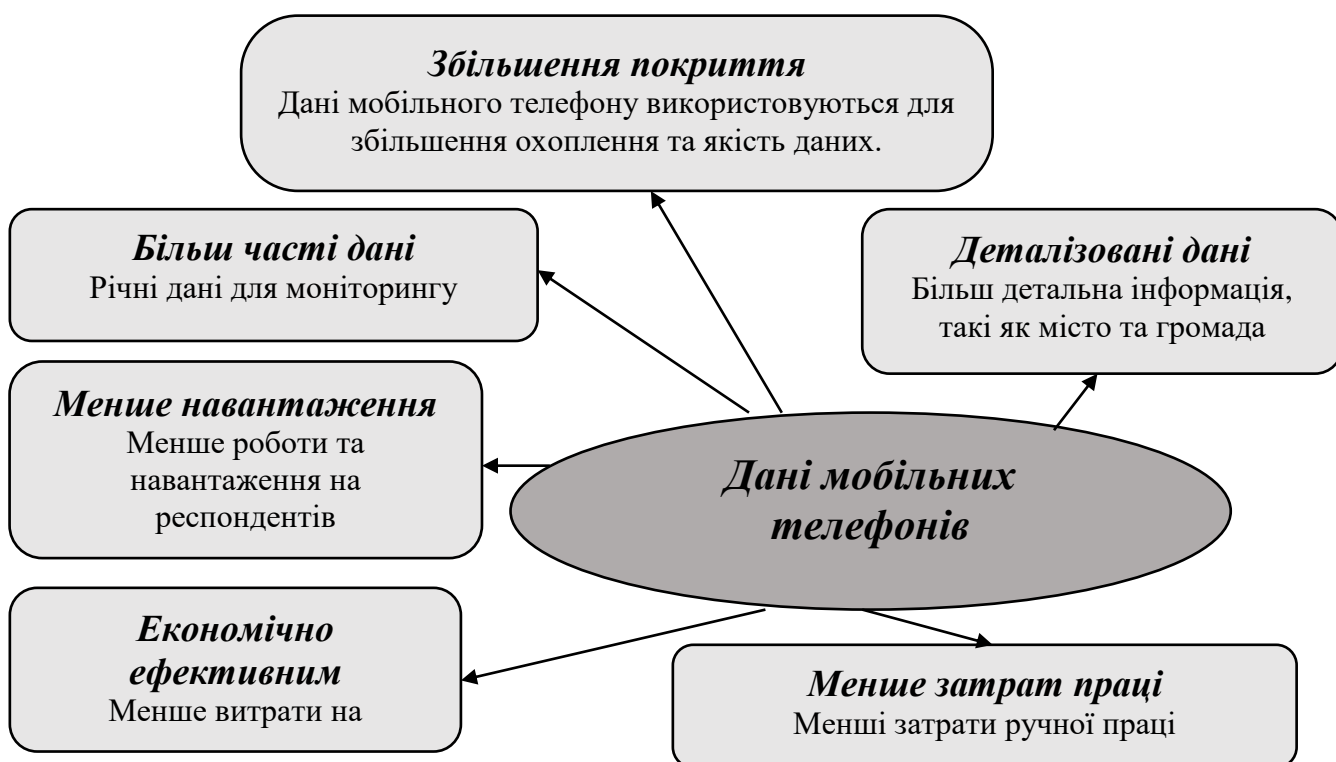 Збільшення покриття
Дані мобільного телефону використовуються для
збільшення охоплення та якість даних.
Більш часті дані
Річні дані для моніторингу
Деталізовані дані
Більш детальна інформація,
такі як місто та громада
Менше навантаження
Менше роботи та
навантаження на
респондентів
Дані мобільних
телефонів
Економічно
ефективним
Менше витрати на
Менше затрат праці
Менші затрати ручної праці